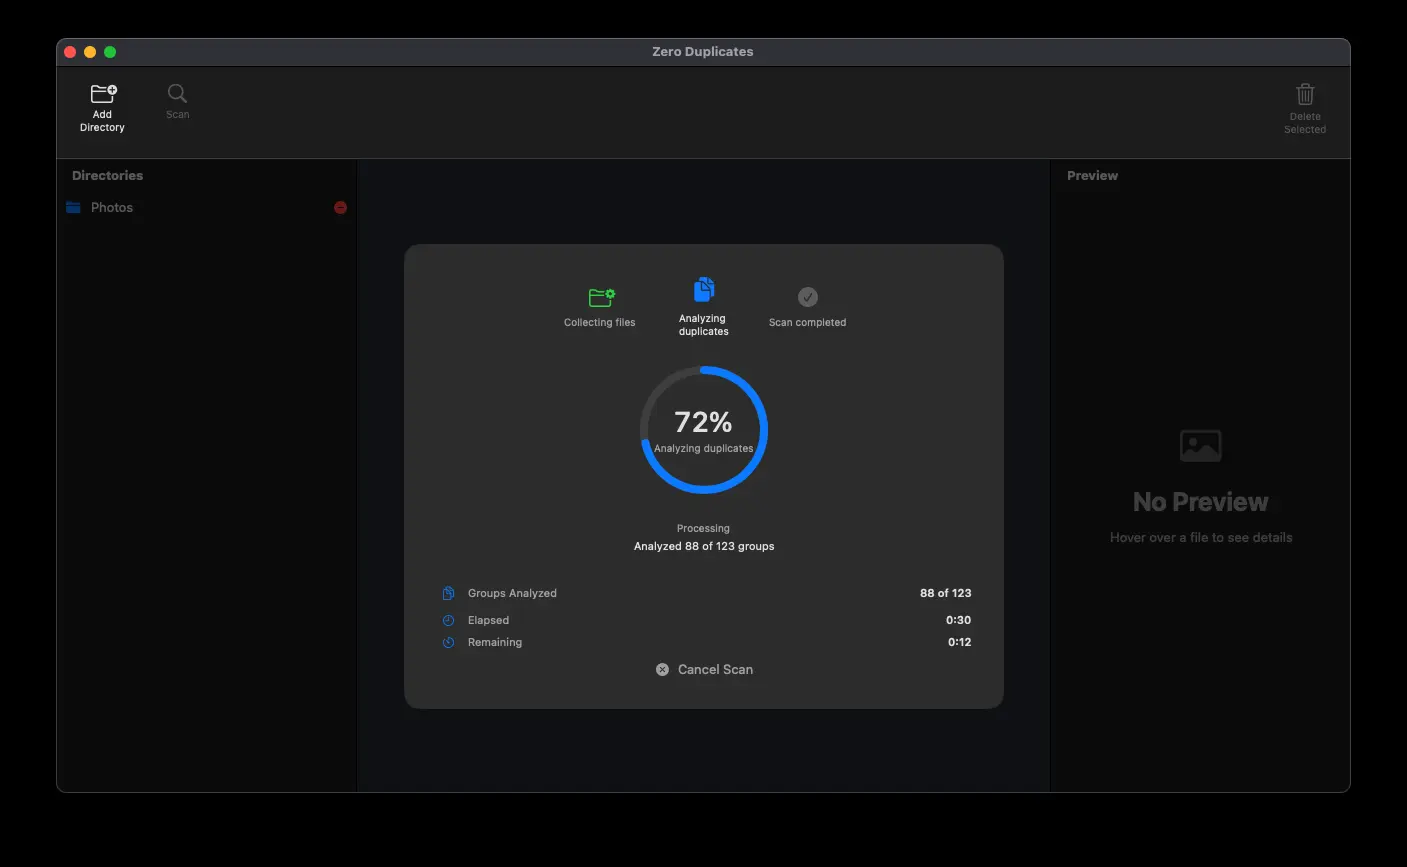 Zero Duplicates
Add
Directory
Scan
Delete
Selected
Directories
Photos
Preview
Collecting files
Analyzing
duplicates
Scan completed
72%
Analyzing duplicates
Processing
Analyzed 88 of 123 groups
Groups Analyzed 88 of 123
Elapsed 0:30
Remaining 0:12
Cancel Scan
No Preview
Hover over a file to see details